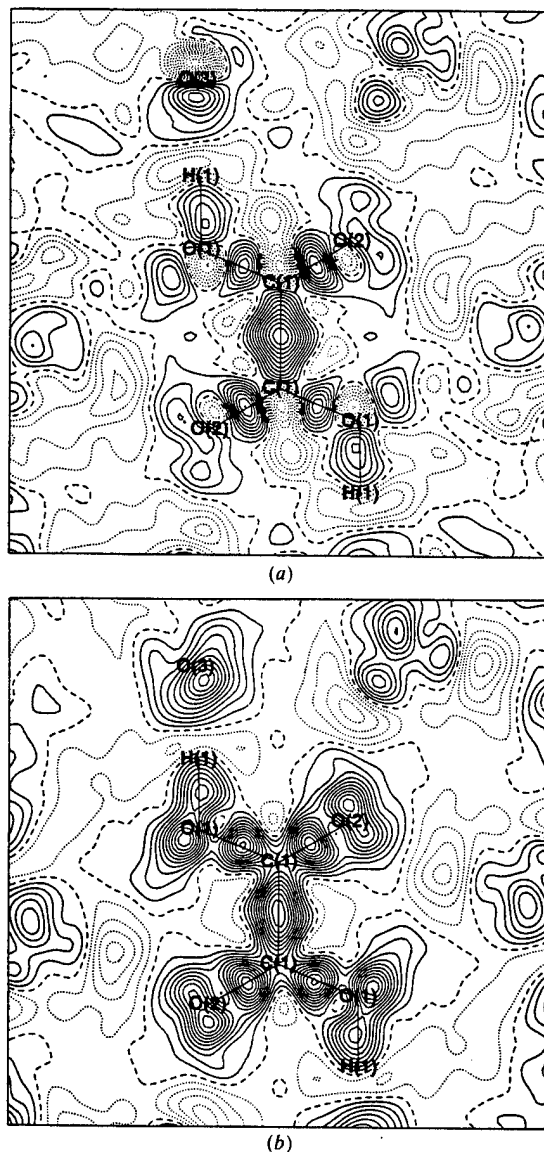 O(3)
H(1)
O(1)
O(2)
C(1)
C(1)
O(2)
O(1)
H(1)
(a)
O(3)
H(1)
O(1)
O(2)
C(1)
C(1)
O(2)
O(1)
H(1)
(b)